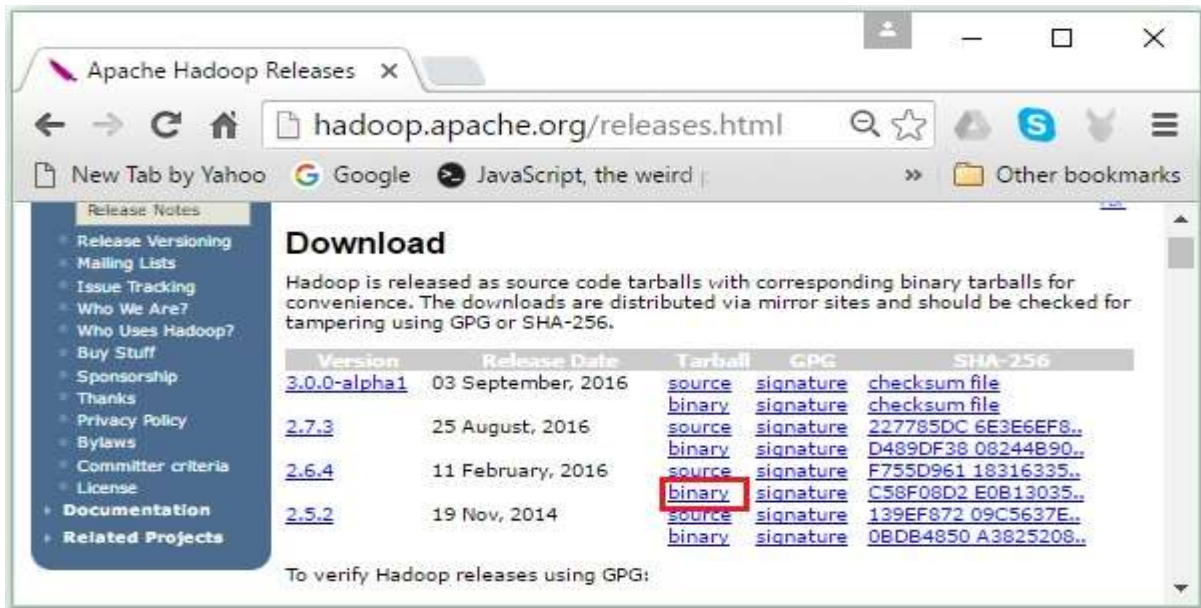 Apache Hadoop Releases
hadoop.apache.org/releases.html
New Tab by Yahoo Google JavaScript, the weird p » Other bookmarks
Release Notes
Release Versioning
Mailing Lists
Issue Tracking
Who We Are?
Who Uses Hadoop?
Buy Stuff
Sponsorship
Thanks
Privacy Policy
Bylaws
Committer criteria
License
Documentation
Related Projects
Download
Hadoop is released as source code tarballs with corresponding binary tarballs for
convenience. The downloads are distributed via mirror sites and should be checked for
tampering using GPG or SHA-256.
Version Release Date Tarball GPG SHA-256
3.0.0-alpha1 03 September, 2016 source signature checksum file
binary signature checksum file
2.7.3 25 August, 2016 source signature 227785DC 6E3E6EF8..
binary signature D489DF38 08244B90..
2.6.4 11 February, 2016 source signature F755D961 18316335..
binary signature C58F08D2 E0B13035..
2.5.2 19 Nov, 2014 source signature 139EF872 09C5637E..
binary signature 0BDB4850 A3825208..
To verify Hadoop releases using GPG: